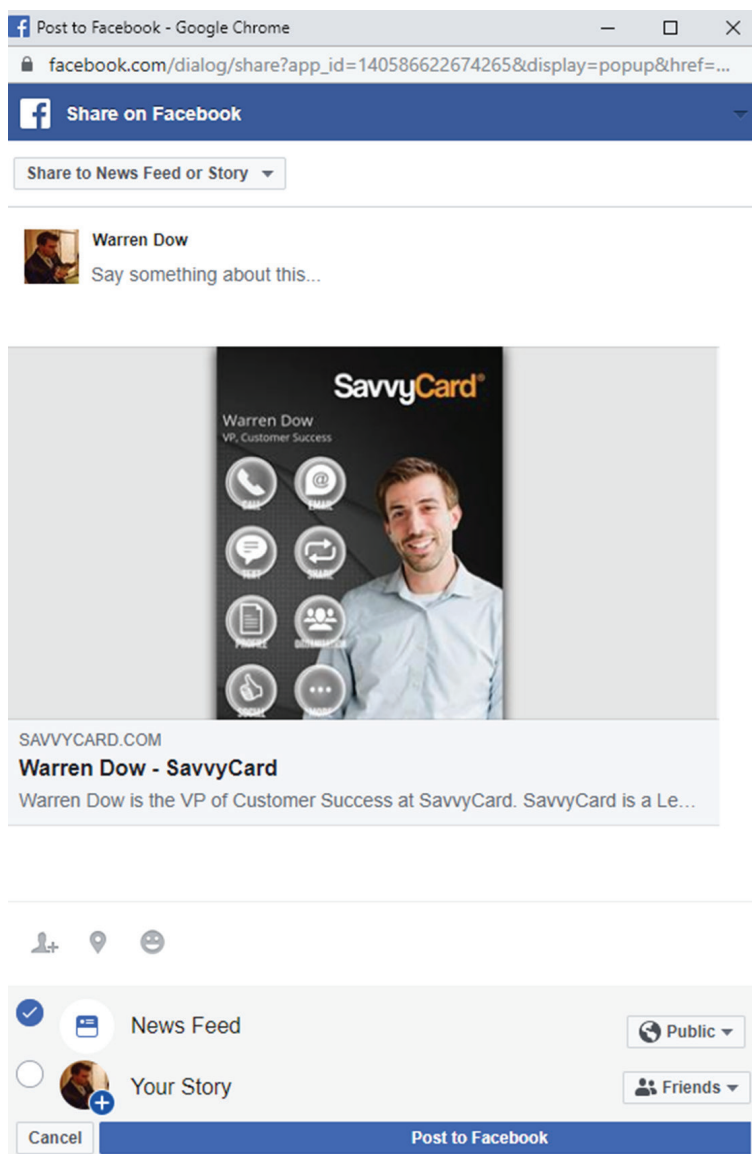 Post to Facebook - Google Chrome
facebook.com/dialog/share?app_id=140586622674265&display=popup&href=...
Share on Facebook
Share to News Feed or Story
Warren Dow
Say something about this...
SavvyCard®
Warren Dow
VP, Customer Success
CALL EMAIL
TEXT SHARE
PROFILE ORGANIZATION
SOCIAL MORE
SAVVYCARD.COM
Warren Dow - SavvyCard
Warren Dow is the VP of Customer Success at SavvyCard. SavvyCard is a Le...
News Feed
Public
Your Story
Friends
Cancel
Post to Facebook